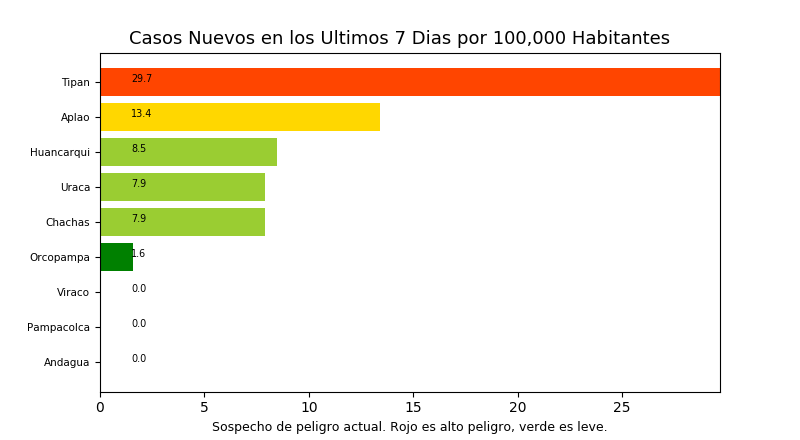 Casos Nuevos en los Ultimos 7 Dias por 100,000 Habitantes
Tipan 29.7
Aplao 13.4
Huancarqui 8.5
Uraca 7.9
Chachas 7.9
Orcopampa 1.6
Viraco 0.0
Pampacolca 0.0
Andagua 0.0
0 5 10 15 20 25
Sospecho de peligro actual. Rojo es alto peligro, verde es leve.